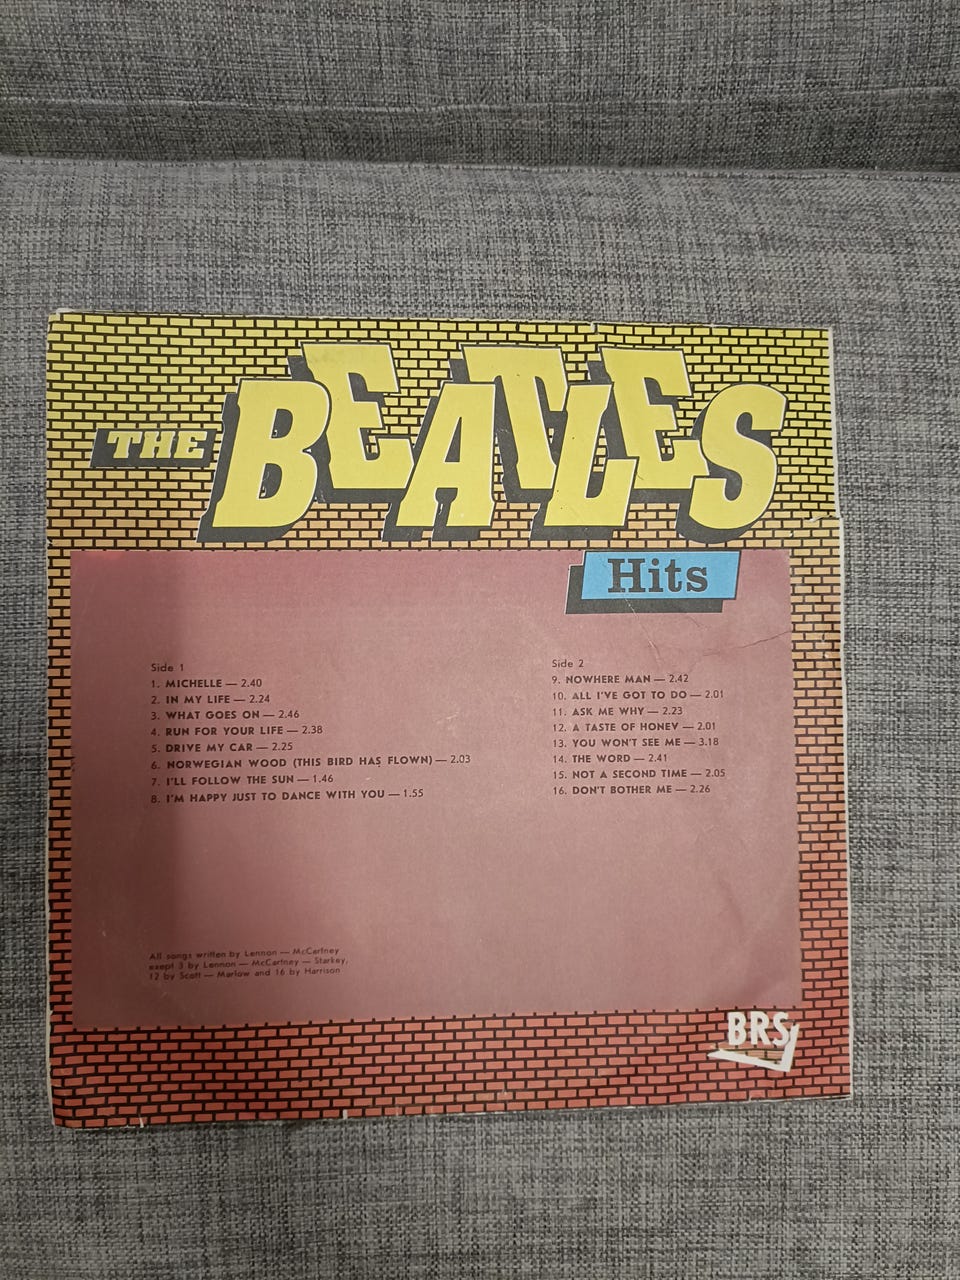 THE BEATLES
Hits
Side 1
1. MICHELLE — 2.40
2. IN MY LIFE — 2.24
3. WHAT GOES ON — 2.46
4. RUN FOR YOUR LIFE — 2.38
5. DRIVE MY CAR — 2.25
6. NORWEGIAN WOOD (THIS BIRD HAS FLOWN) — 2.03
7. I'LL FOLLOW THE SUN — 1.46
8. I'M HAPPY JUST TO DANCE WITH YOU — 1.55
Side 2
9. NOWHERE MAN — 2.42
10. ALL I'VE GOT TO DO — 2.01
11. ASK ME WHY — 2.23
12. A TASTE OF HONEV — 2.01
13. YOU WON'T SEE ME — 3.18
14. THE WORD — 2.41
15. NOT A SECOND TIME — 2.05
16. DON'T BOTHER ME — 2.26
All songs written by Lennon — McCartney
exept 3 by Lennon — McCartney — Starkey,
12 by Scott — Marlow and 16 by Harrison
BRS